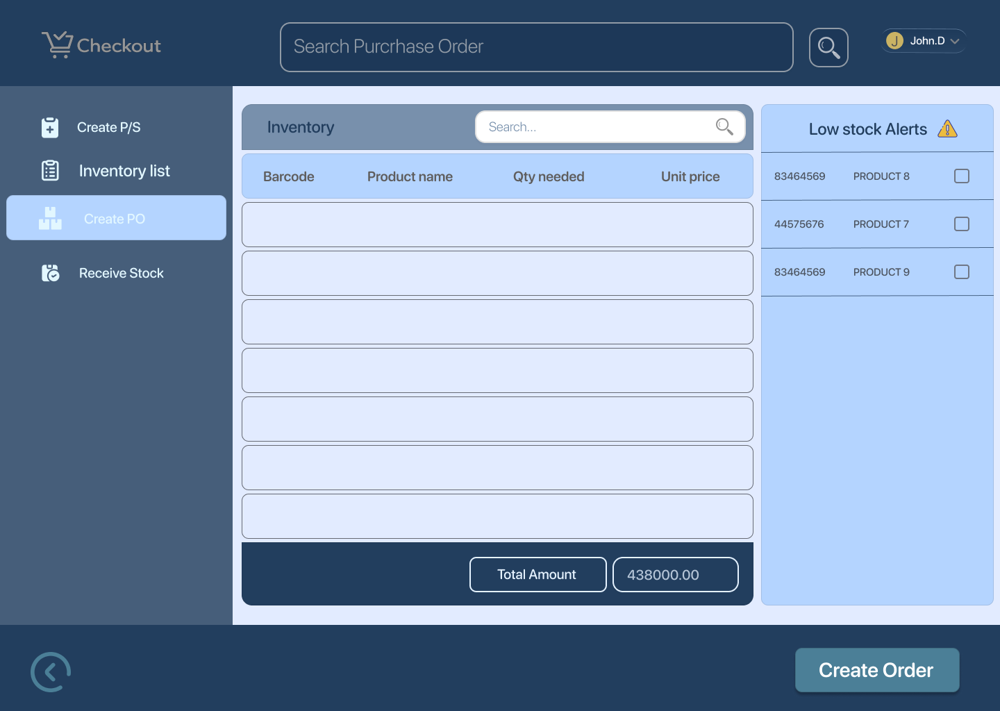 Checkout
Search Purcrhase Order
J John.D
Create P/S
Inventory list
Create PO
Receive Stock
Inventory
Search...
Barcode Product name Qty needed Unit price
Total Amount 438000.00
Low stock Alerts
83464569 PRODUCT 8
44575676 PRODUCT 7
83464569 PRODUCT 9
Create Order